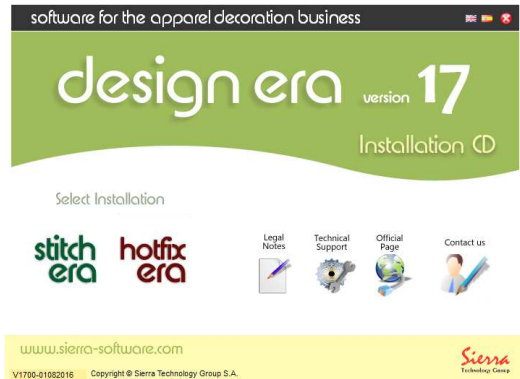 software for the apparel decoration business
design era version 17
Installation CD
Select Installation
stitch era
hotfix era
Legal Notes
Technical Support
Official Page
Contact us
www.sierra-software.com
Sierra
Technology Group
V1700-01082016 Copyright © Sierra Technology Group S.A.